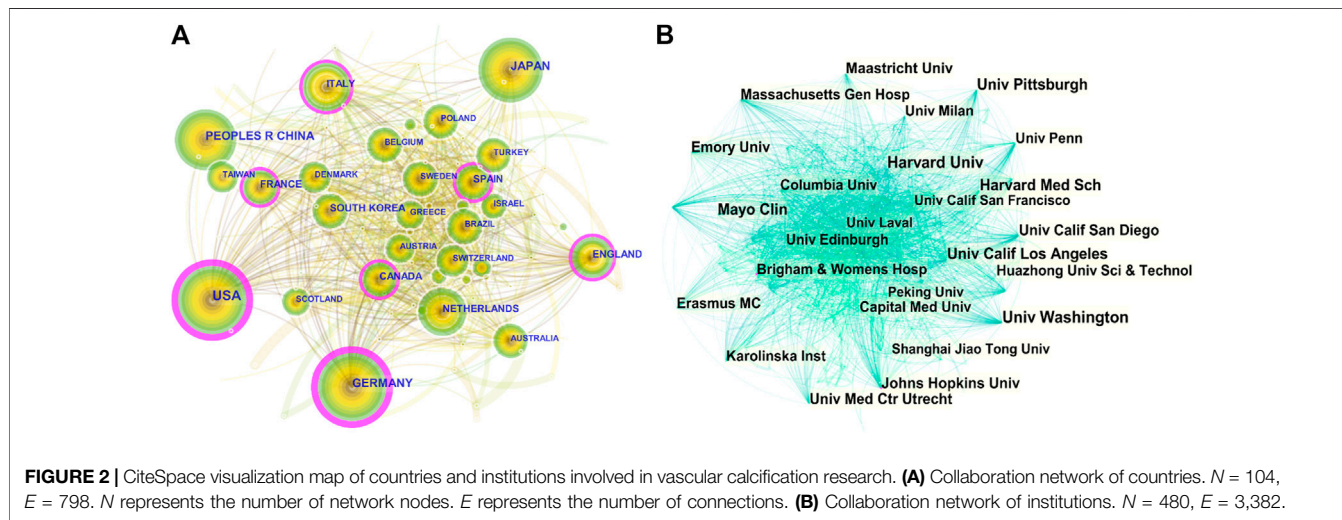 A
JAPAN
ITALY
PEOPLES R CHINA
POLAND
BELGIUM
TURKEY
TAIWAN
FRANCE
DENMARK
SWEDEN
SPAIN
SOUTH KOREA
GREECE
ISRAEL
BRAZIL
AUSTRIA
SWITZERLAND
ENGLAND
CANADA
USA
SCOTLAND
NETHERLANDS
AUSTRALIA
GERMANY
B
Maastricht Univ
Massachusetts Gen Hosp
Univ Pittsburgh
Univ Milan
Univ Penn
Emory Univ
Harvard Univ
Columbia Univ
Harvard Med Sch
Univ Calif San Francisco
Mayo Clin
Univ Laval
Univ Calif San Diego
Univ Edinburgh
Univ Calif Los Angeles
Brigham & Womens Hosp
Huazhong Univ Sci & Technol
Peking Univ
Erasmus MC
Capital Med Univ
Univ Washington
Shanghai Jiao Tong Univ
Karolinska Inst
Johns Hopkins Univ
Univ Med Ctr Utrecht
FIGURE 2 | CiteSpace visualization map of countries and institutions involved in vascular calcification research. (A) Collaboration network of countries. N = 104,
E = 798. N represents the number of network nodes. E represents the number of connections. (B) Collaboration network of institutions. N = 480, E = 3,382.